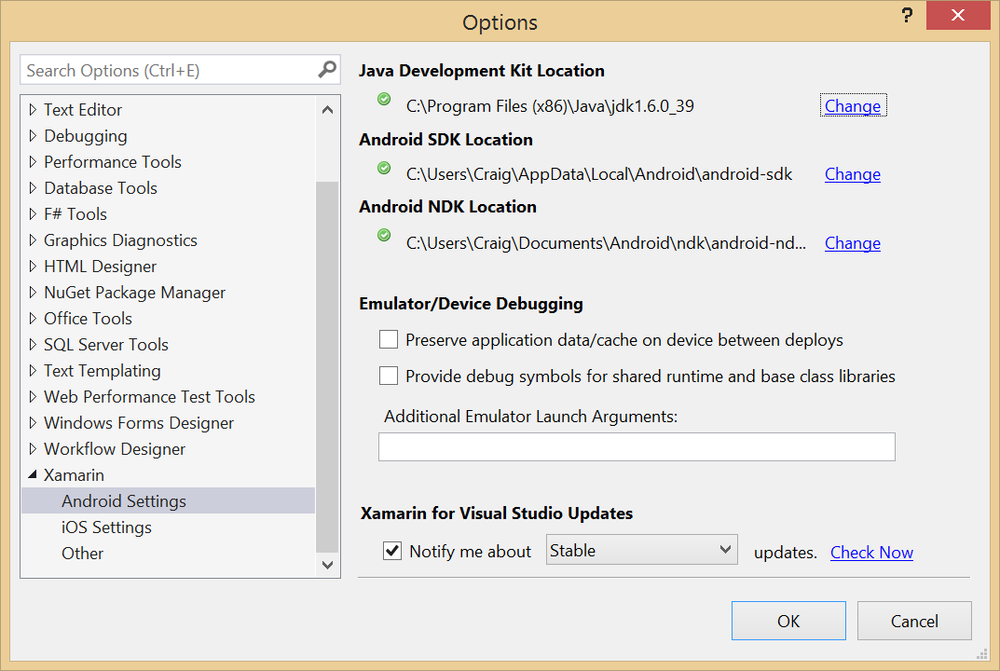 Options
?
Search Options (Ctrl+E)
Text Editor
Debugging
Performance Tools
Database Tools
F# Tools
Graphics Diagnostics
HTML Designer
NuGet Package Manager
Office Tools
SQL Server Tools
Text Templating
Web Performance Test Tools
Windows Forms Designer
Workflow Designer
Xamarin
Android Settings
iOS Settings
Other
Java Development Kit Location
C:\Program Files (x86)\Java\jdk1.6.0_39 Change
Android SDK Location
C:\Users\Craig\AppData\Local\Android\android-sdk Change
Android NDK Location
C:\Users\Craig\Documents\Android\ndk\android-nd... Change
Emulator/Device Debugging
Preserve application data/cache on device between deploys
Provide debug symbols for shared runtime and base class libraries
Additional Emulator Launch Arguments:
Xamarin for Visual Studio Updates
Notify me about Stable updates. Check Now
OK Cancel